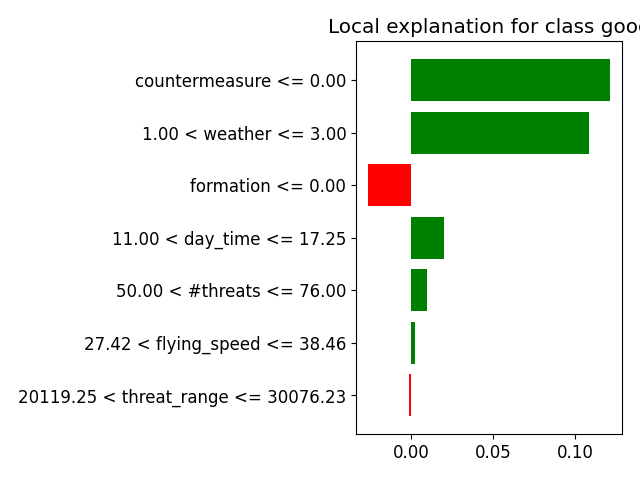 Local explanation for class good
countermeasure <= 0.00
1.00 < weather <= 3.00
formation <= 0.00
11.00 < day_time <= 17.25
50.00 < #threats <= 76.00
27.42 < flying_speed <= 38.46
20119.25 < threat_range <= 30076.23
0.00 0.05 0.10